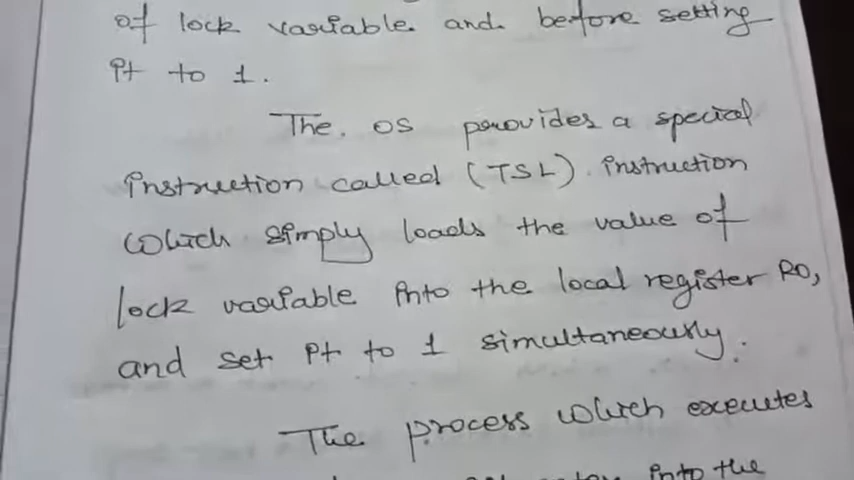 of lock variable and before setting
it to 1.
The OS provides a special
instruction called (TSL) instruction
which simply loads the value of
lock variable into the local register R0,
and set it to 1 simultaneously.
The process which executes
into the